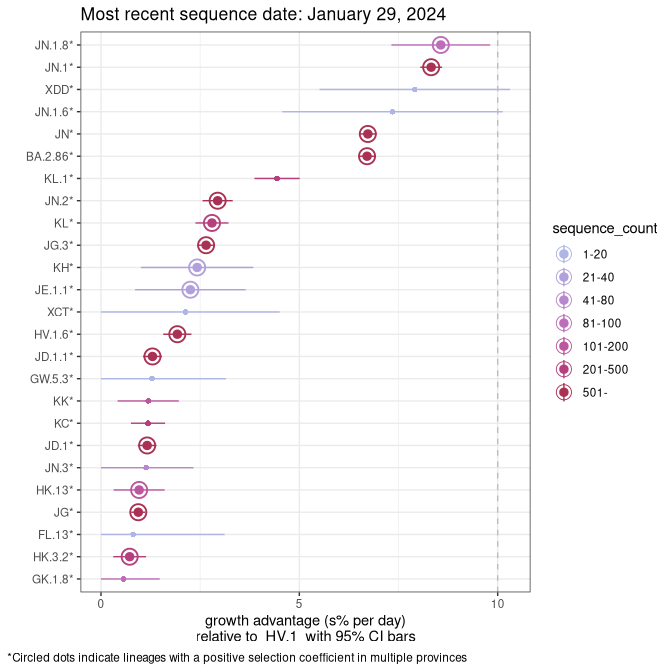 Most recent sequence date: January 29, 2024
JN.1.8*
JN.1*
XDD*
JN.1.6*
JN*
BA.2.86*
KL.1*
JN.2*
KL*
JG.3*
KH*
JE.1.1*
XCT*
HV.1.6*
JD.1.1*
GW.5.3*
KK*
KC*
JD.1*
JN.3*
HK.13*
JG*
FL.13*
HK.3.2*
GK.1.8*
0 5 10
growth advantage (s% per day)
relative to HV.1 with 95% CI bars
sequence_count
1-20
21-40
41-80
81-100
101-200
201-500
501-
*Circled dots indicate lineages with a positive selection coefficient in multiple provinces